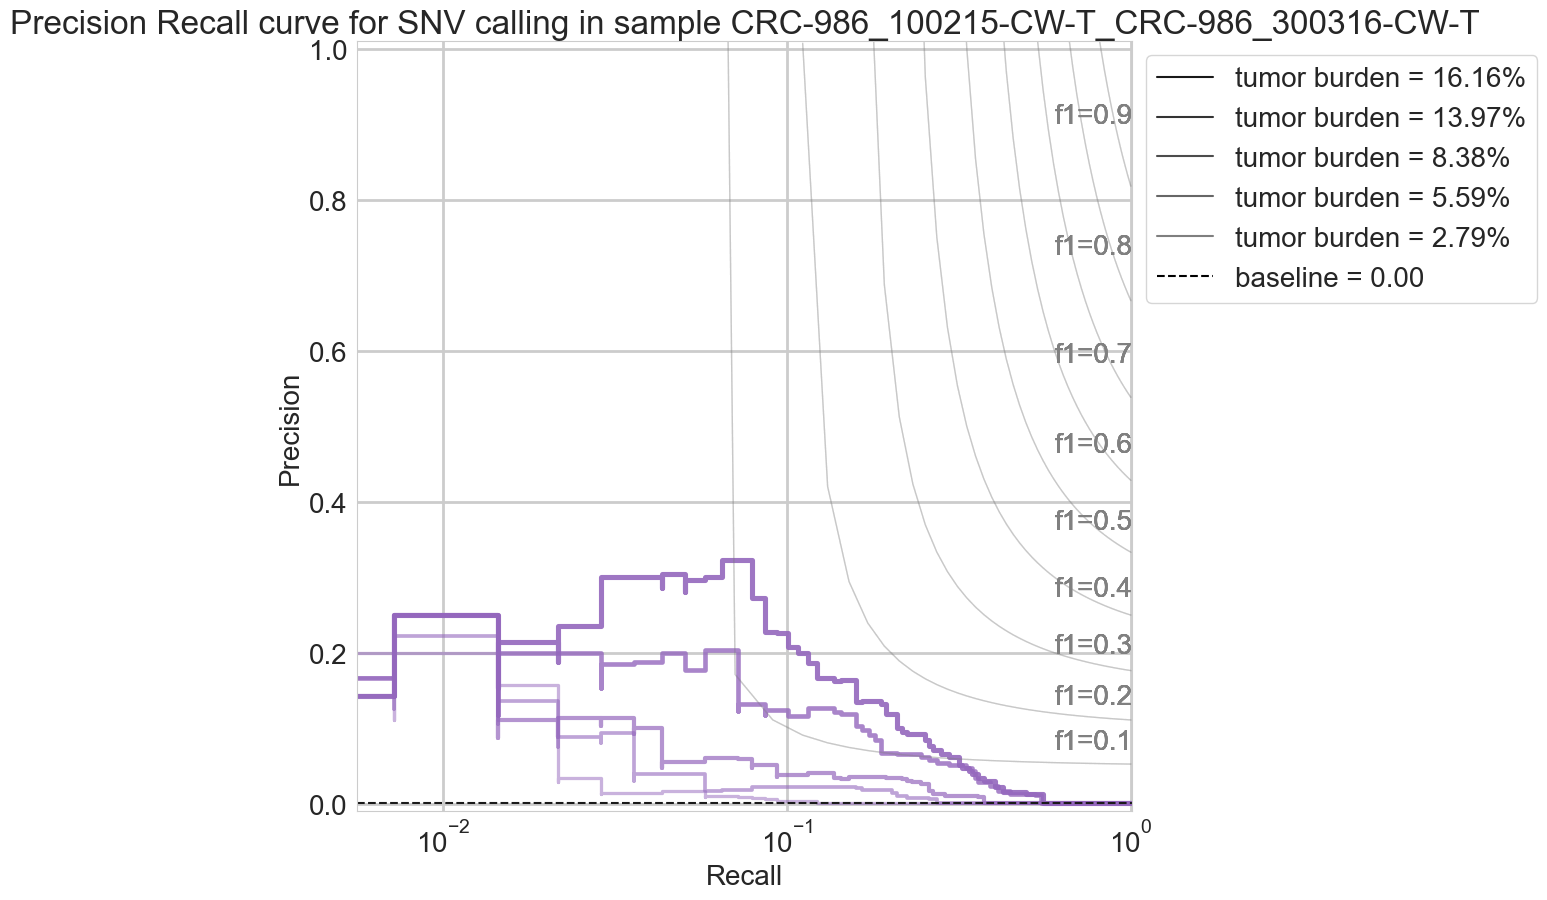 Precision Recall curve for SNV calling in sample CRC-986_100215-CW-T_CRC-986_300316-CW-T
1.0
0.8
0.6
0.4
0.2
0.0
Precision
f1=0.9
f1=0.8
f1=0.7
f1=0.6
f1=0.5
f1=0.4
f1=0.3
f1=0.2
f1=0.1
tumor burden = 16.16%
tumor burden = 13.97%
tumor burden = 8.38%
tumor burden = 5.59%
tumor burden = 2.79%
baseline = 0.00
10⁻² 10⁻¹ 10⁰
Recall